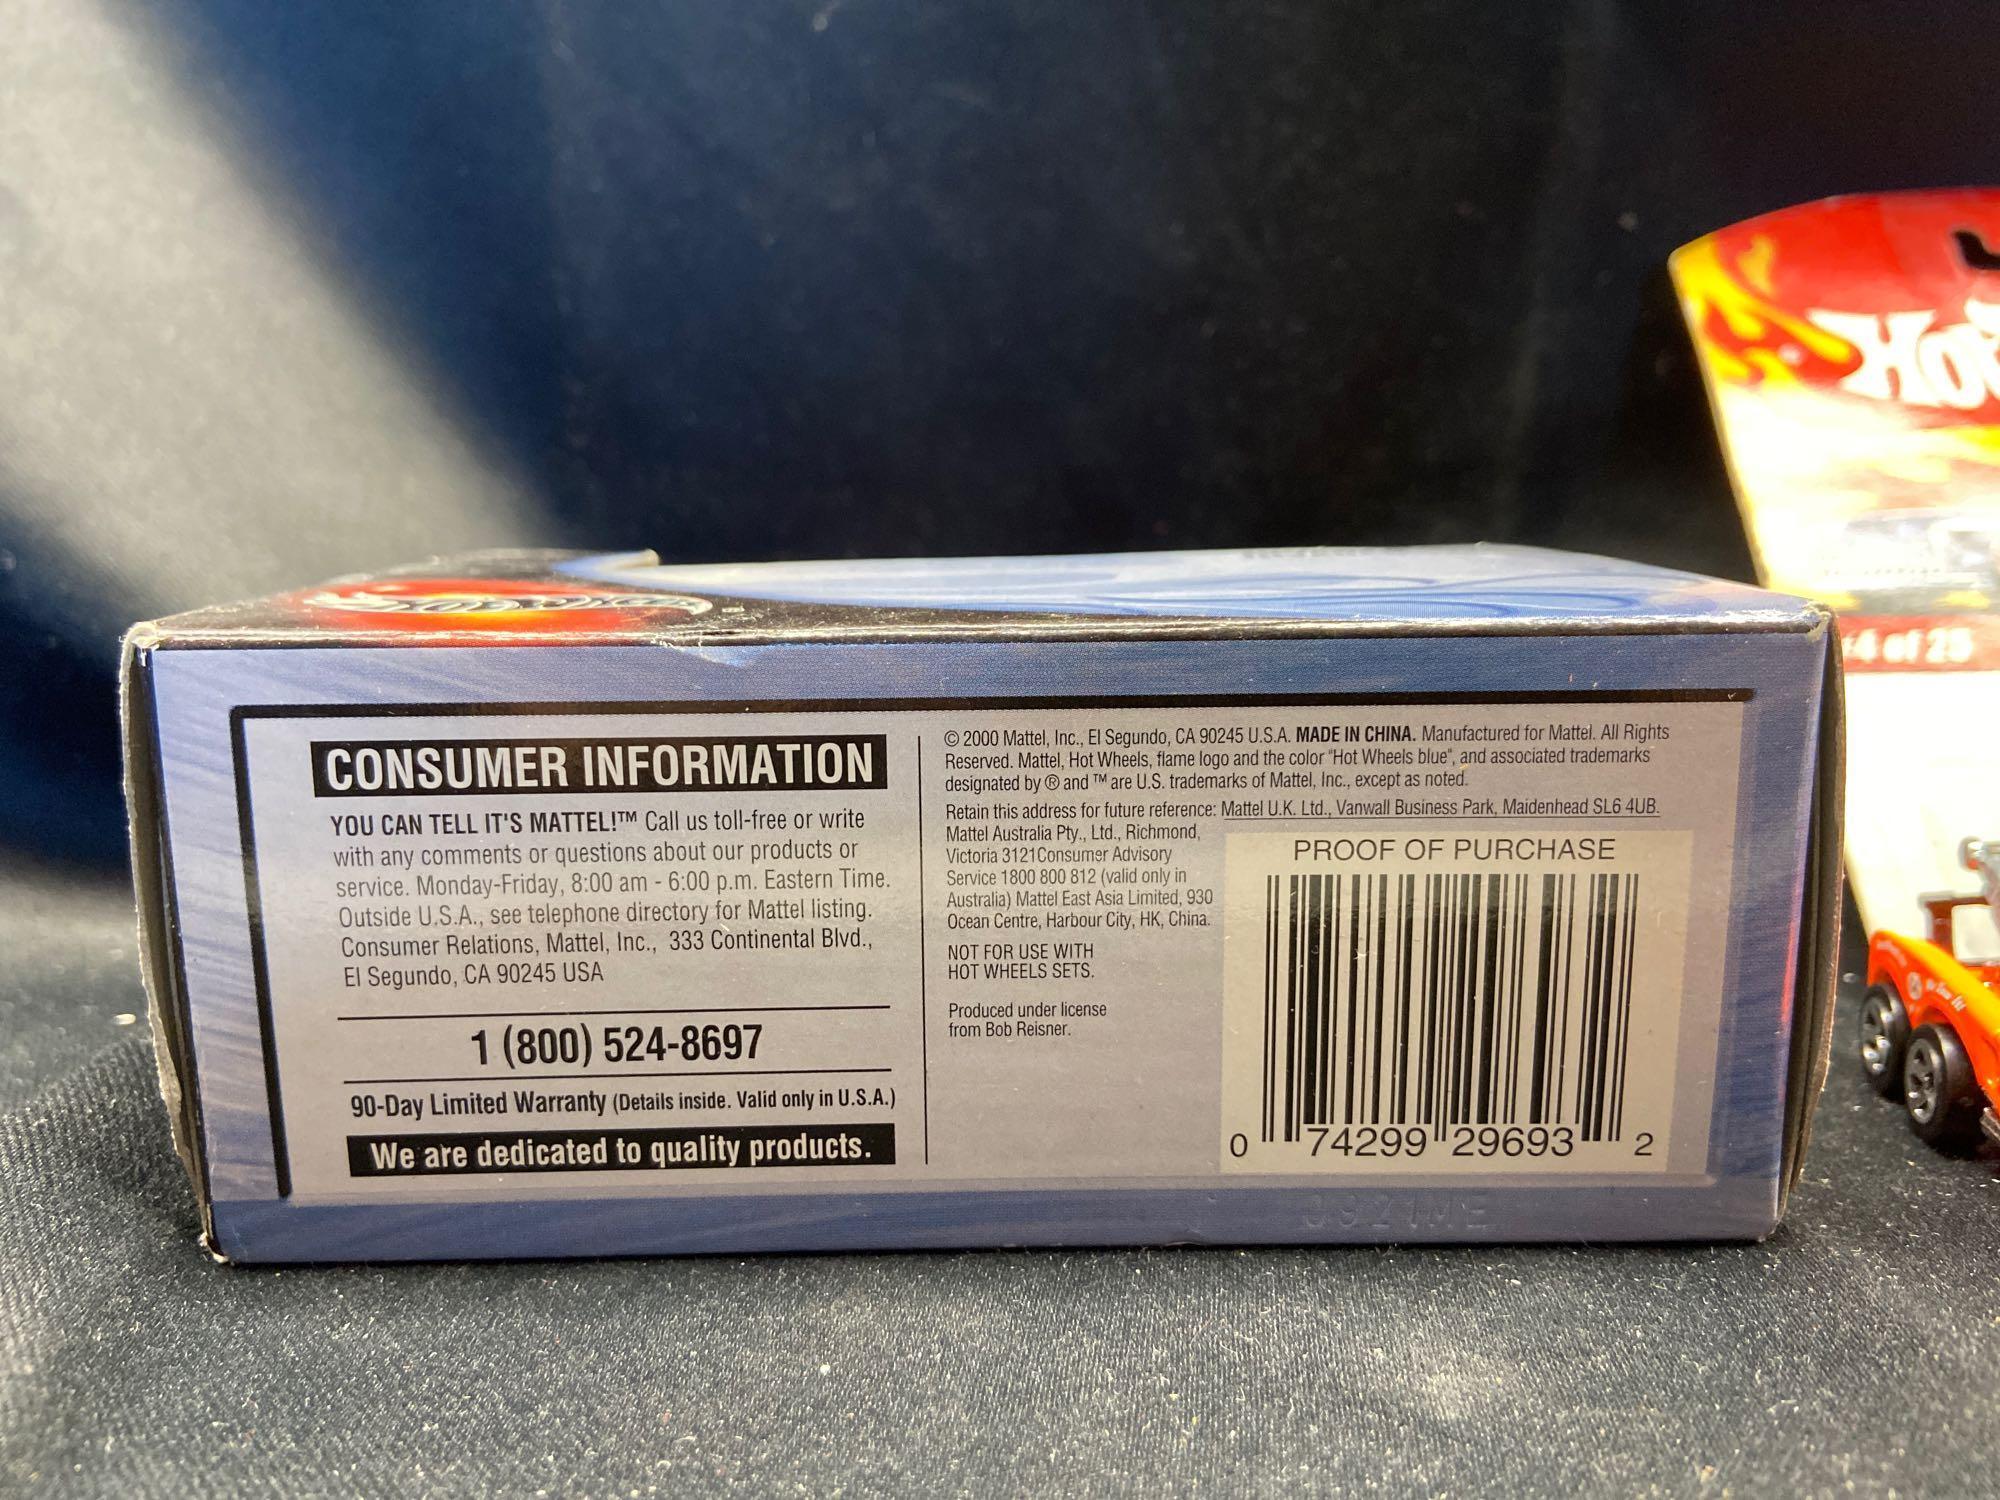 CONSUMER INFORMATION
YOU CAN TELL IT'S MATTEL!™ Call us toll-free or write
with any comments or questions about our products or
service. Monday-Friday, 8:00 am - 6:00 p.m. Eastern Time.
Outside U.S.A., see telephone directory for Mattel listing.
Consumer Relations, Mattel, Inc., 333 Continental Blvd.,
El Segundo, CA 90245 USA
1 (800) 524-8697
90-Day Limited Warranty (Details inside. Valid only in U.S.A.)
We are dedicated to quality products.
© 2000 Mattel, Inc., El Segundo, CA 90245 U.S.A. MADE IN CHINA. Manufactured for Mattel. All Rights
Reserved. Mattel, Hot Wheels, flame logo and the color "Hot Wheels blue", and associated trademarks
designated by ® and ™ are U.S. trademarks of Mattel, Inc., except as noted.
Retain this address for future reference: Mattel U.K. Ltd., Vanwall Business Park, Maidenhead SL6 4UB.
Mattel Australia Pty., Ltd., Richmond,
Victoria 3121Consumer Advisory
Service 1800 800 812 (valid only in
Australia) Mattel East Asia Limited, 930
Ocean Centre, Harbour City, HK, China.
NOT FOR USE WITH
HOT WHEELS SETS.
Produced under license
from Bob Reisner.
PROOF OF PURCHASE
0 74299 29693 2
Hot
#4 of 25